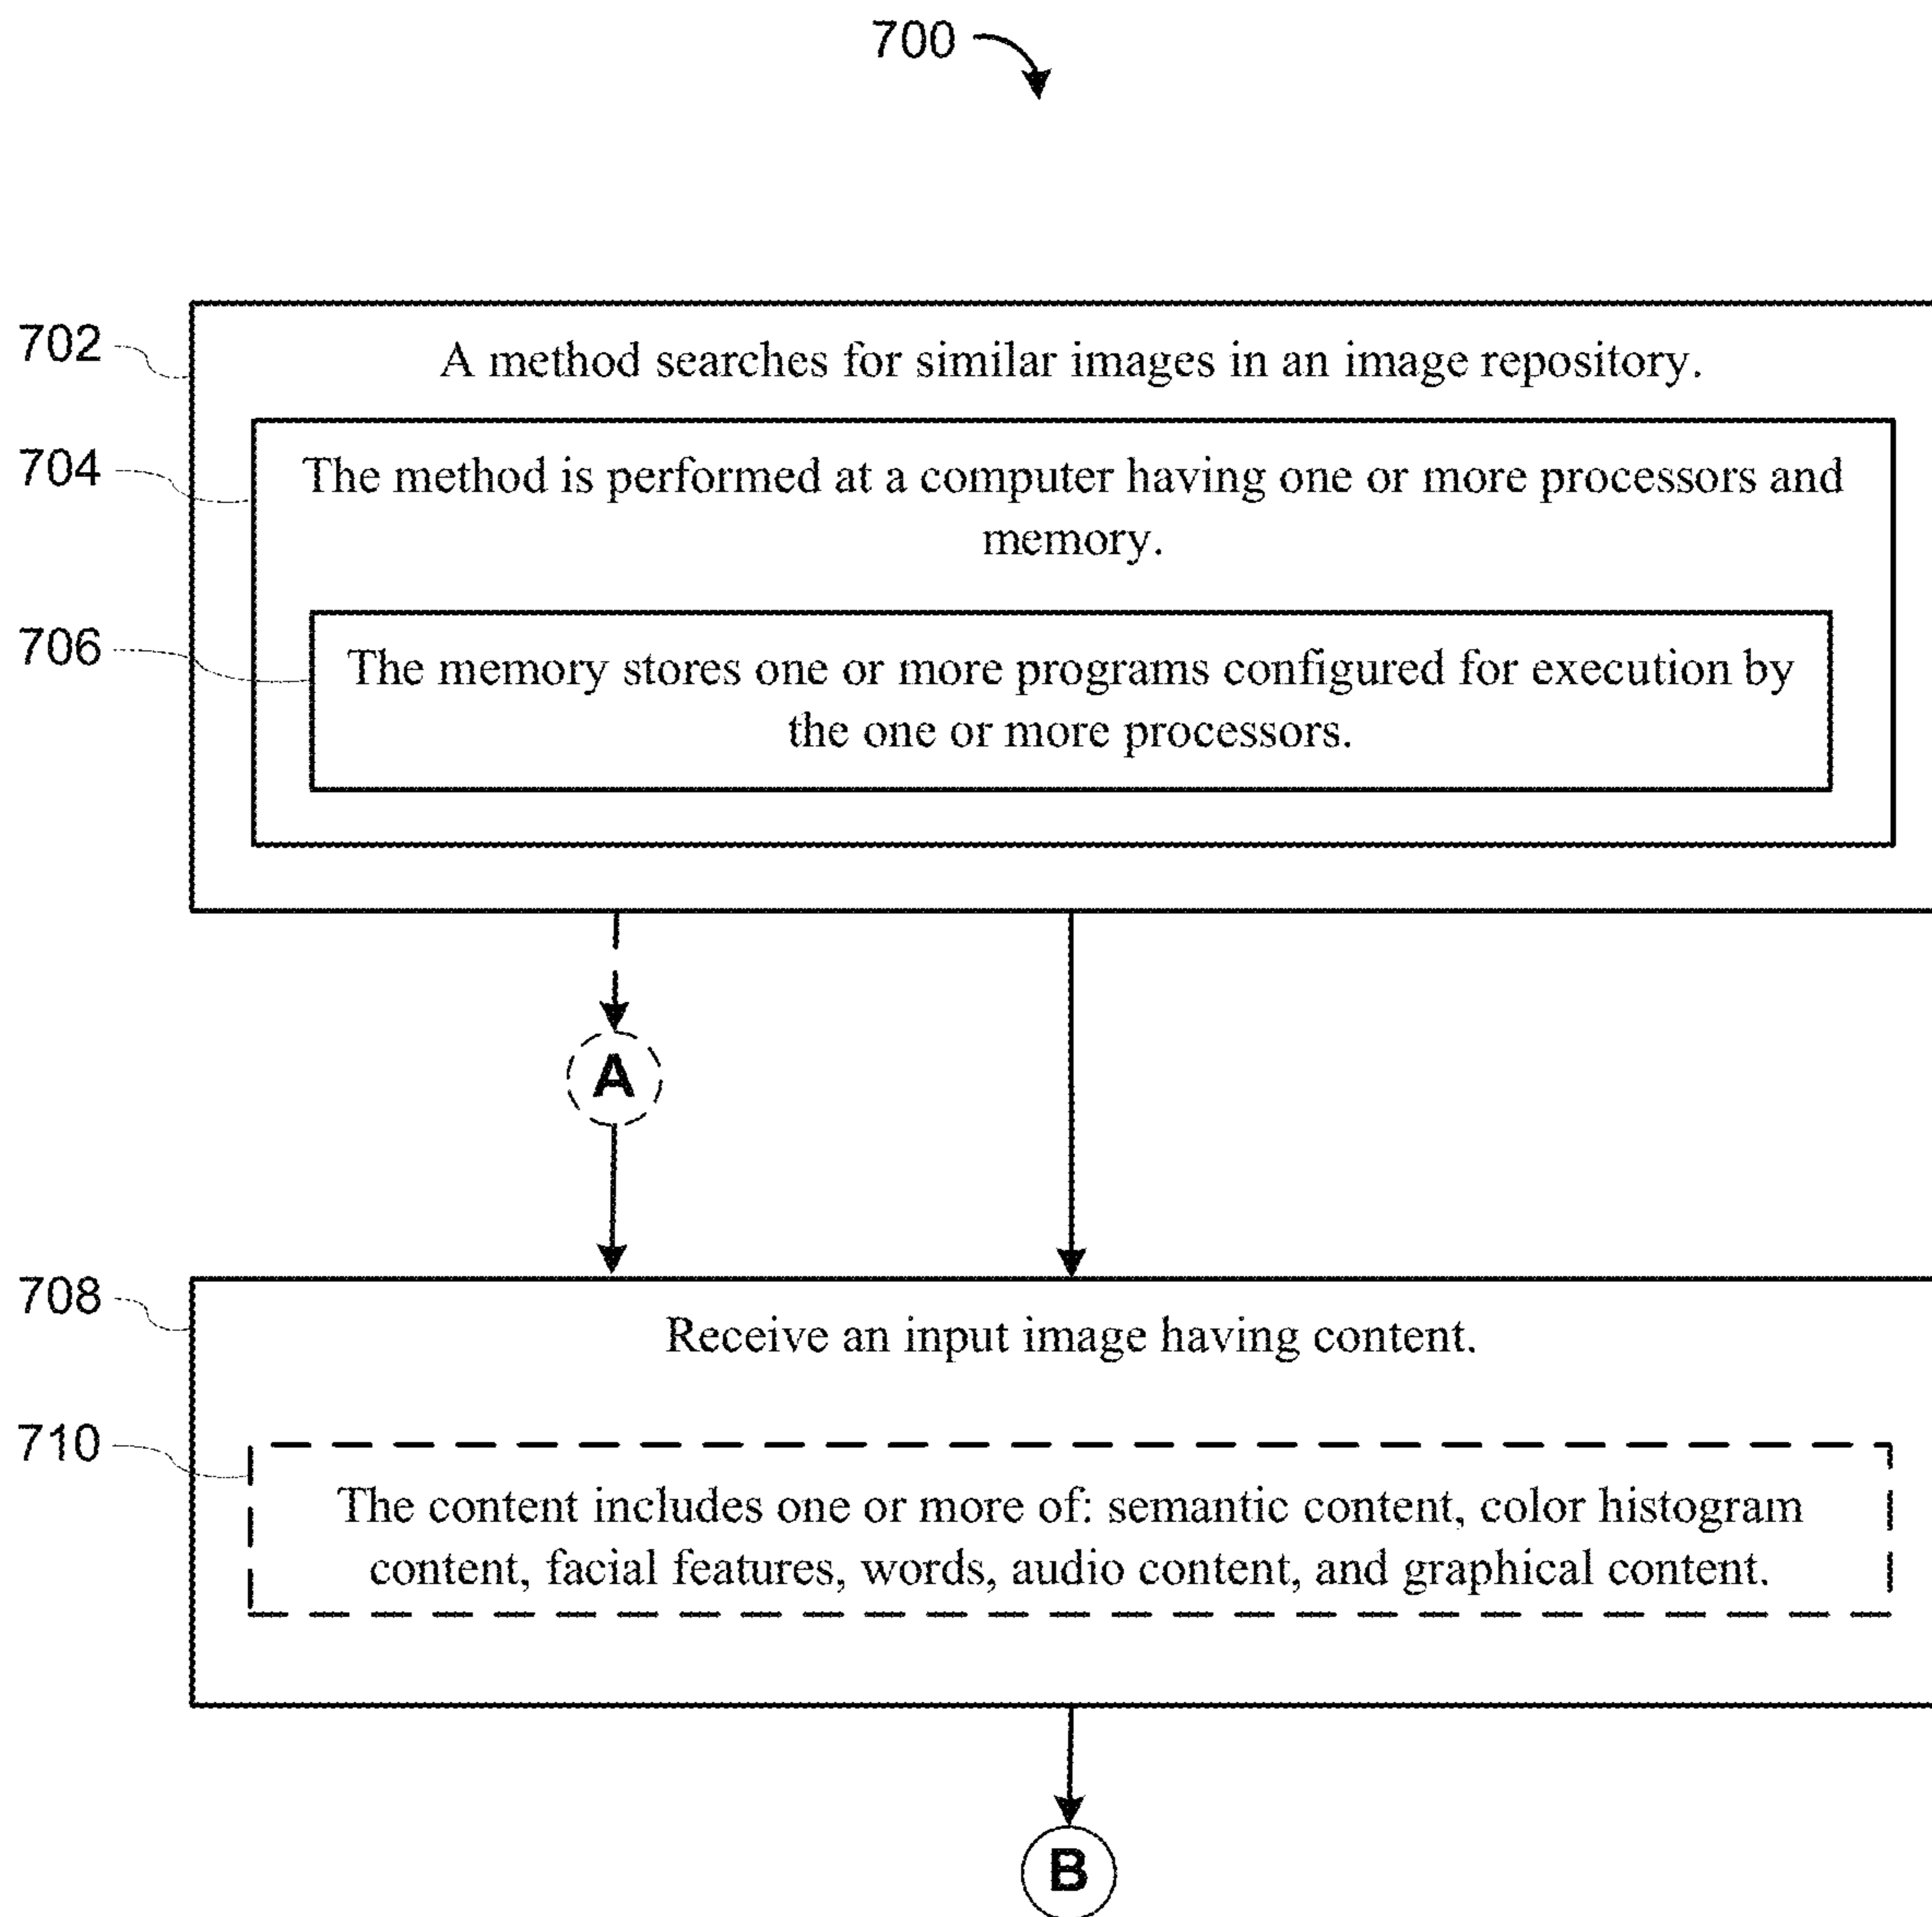 700
702
A method searches for similar images in an image repository.
704
The method is performed at a computer having one or more processors and
memory.
706
The memory stores one or more programs configured for execution by
the one or more processors.
A
708
Receive an input image having content.
710
The content includes one or more of: semantic content, color histogram
content, facial features, words, audio content, and graphical content.
B